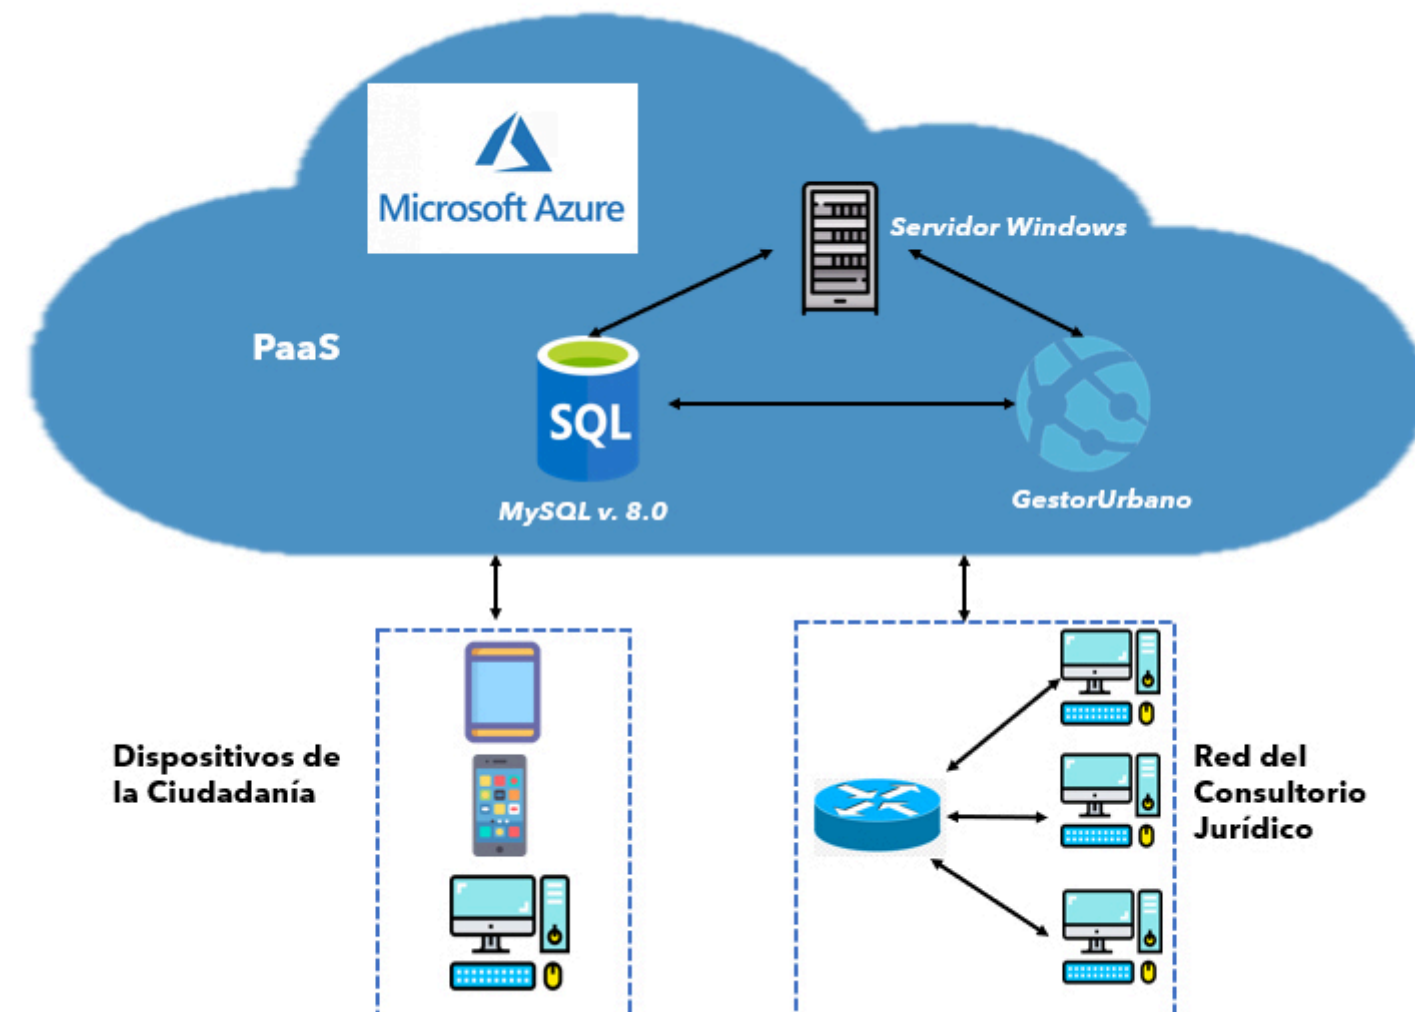 Microsoft Azure
Servidor Windows
PaaS
SQL
MySQL v. 8.0
GestorUrbano
Dispositivos de
la Ciudadanía
Red del
Consultorio
Jurídico